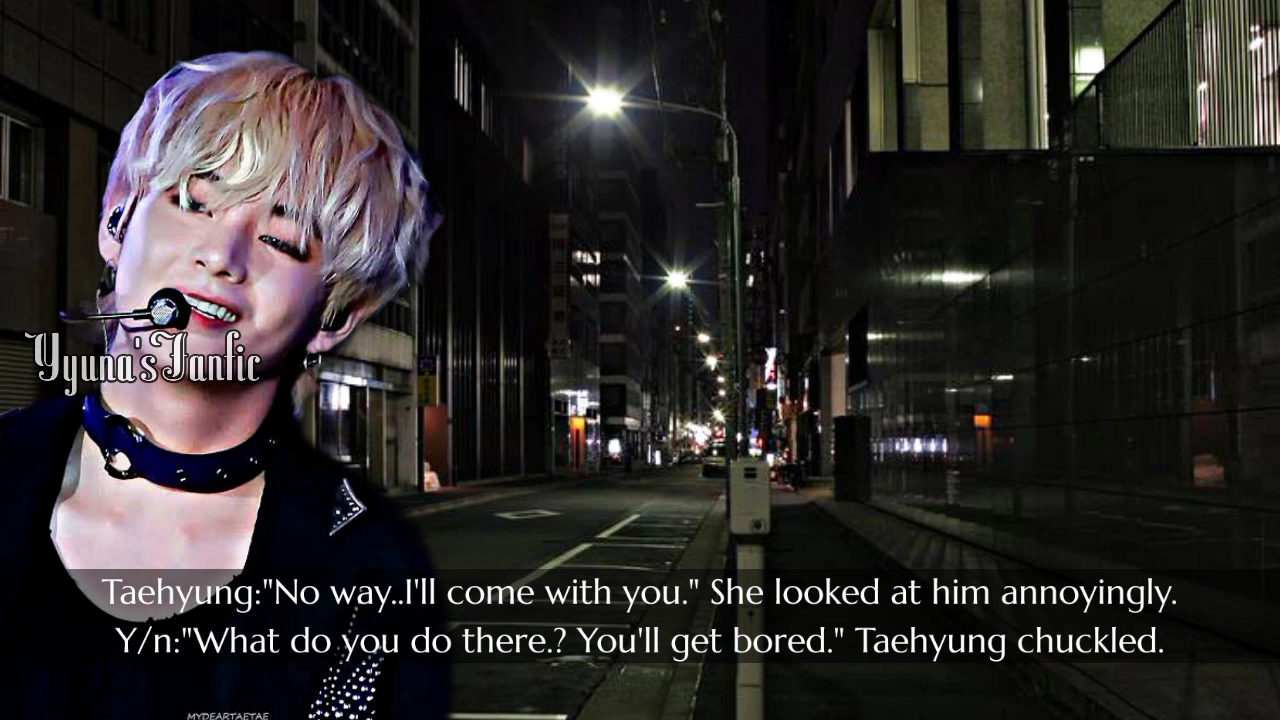 Yyuna'sFanfic
Taehyung:"No way..I'll come with you." She looked at him annoyingly.
Y/n:"What do you do there.? You'll get bored." Taehyung chuckled.
MYDEARTAETAE